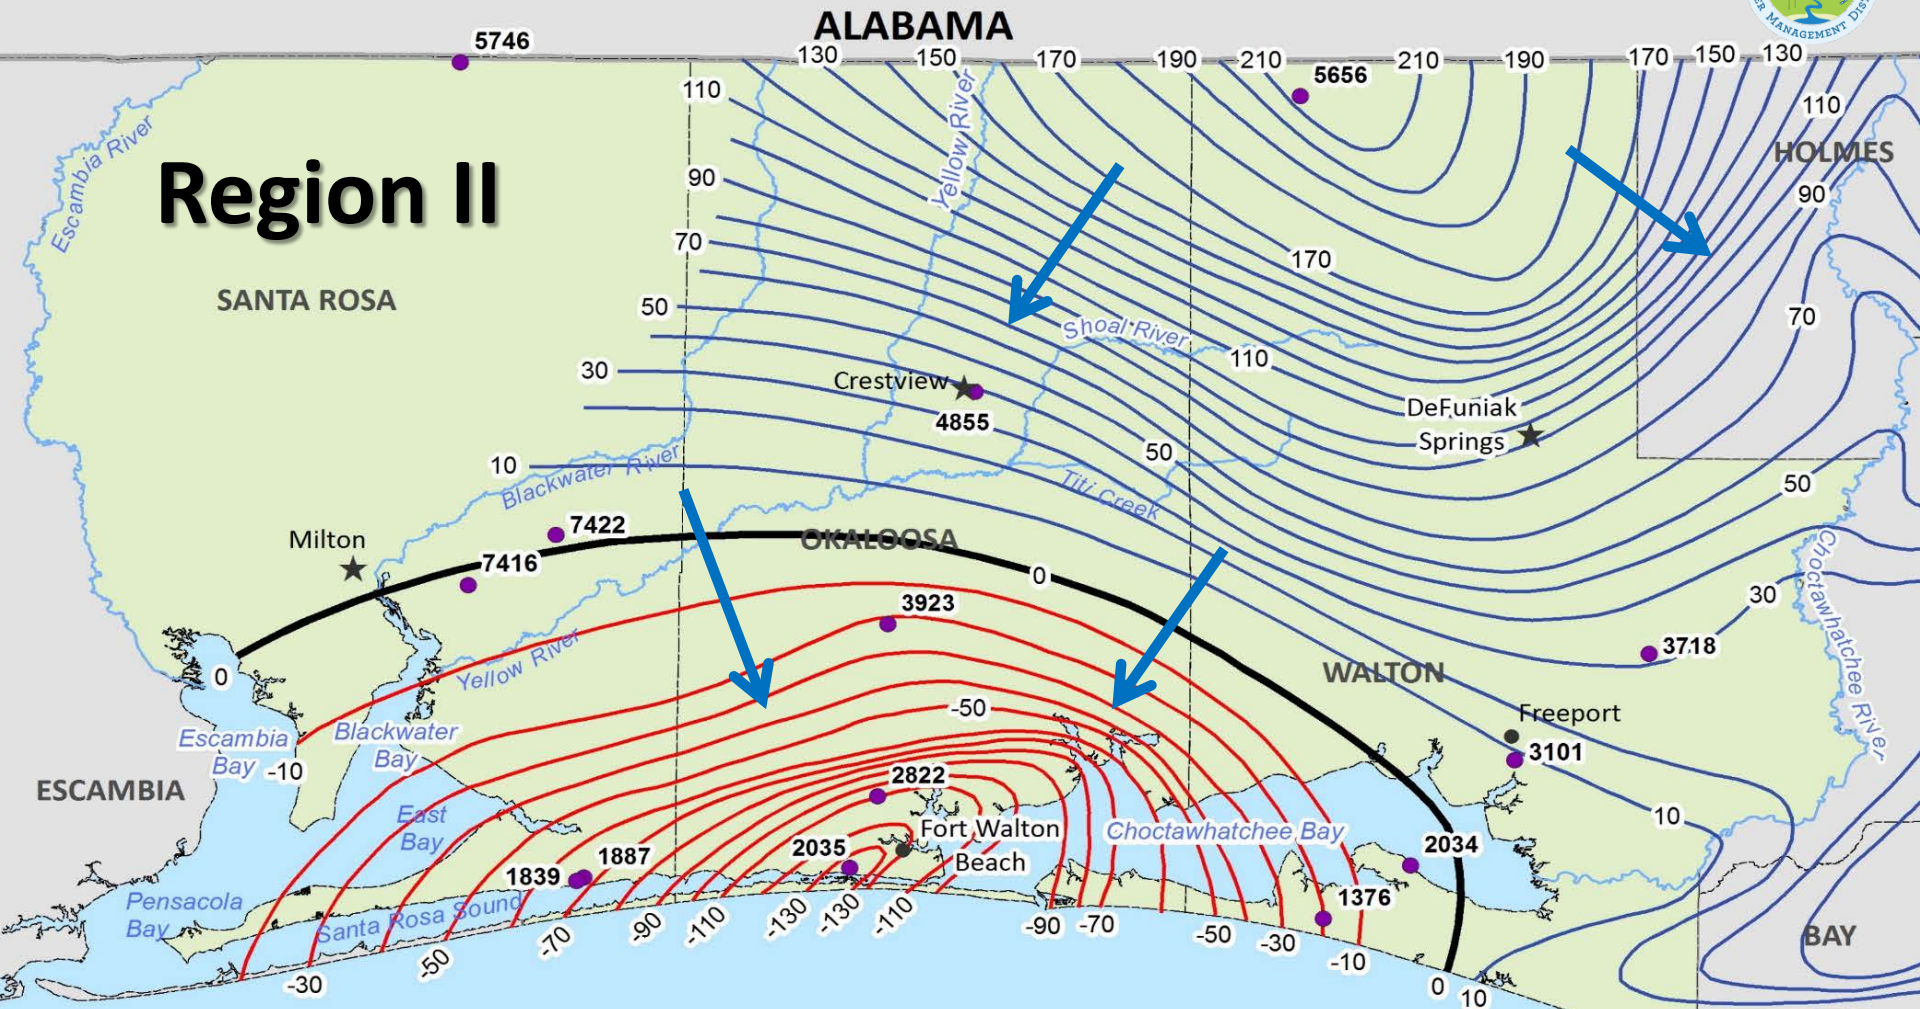 ALABAMA
ER MANAGEMENT DIS
5746
130
150
170
190
210
5656
210
190
170
150
130
110
110
Escambia River
Yellow River
HOLMES
Region II
90
90
70
170
SANTA ROSA
50
70
Shoal River
110
30
Crestview
4855
DeFuniak
Springs
50
10
Blackwater River
Titi Creek
50
7422
Milton
OKALOOSA
7416
0
Choctawhatchee River
30
3923
3718
Yellow River
0
WALTON
-50
Freeport
Escambia
Bay
Blackwater
Bay
3101
-10
ESCAMBIA
2822
East
Bay
10
Fort Walton
Beach
Choctawhatchee Bay
2035
2034
1887
1839
1376
Pensacola
Bay
Santa Rosa Sound
-90
-110
-130
-130
-110
-90
-70
-50
-30
BAY
-70
-50
-10
-30
0
10